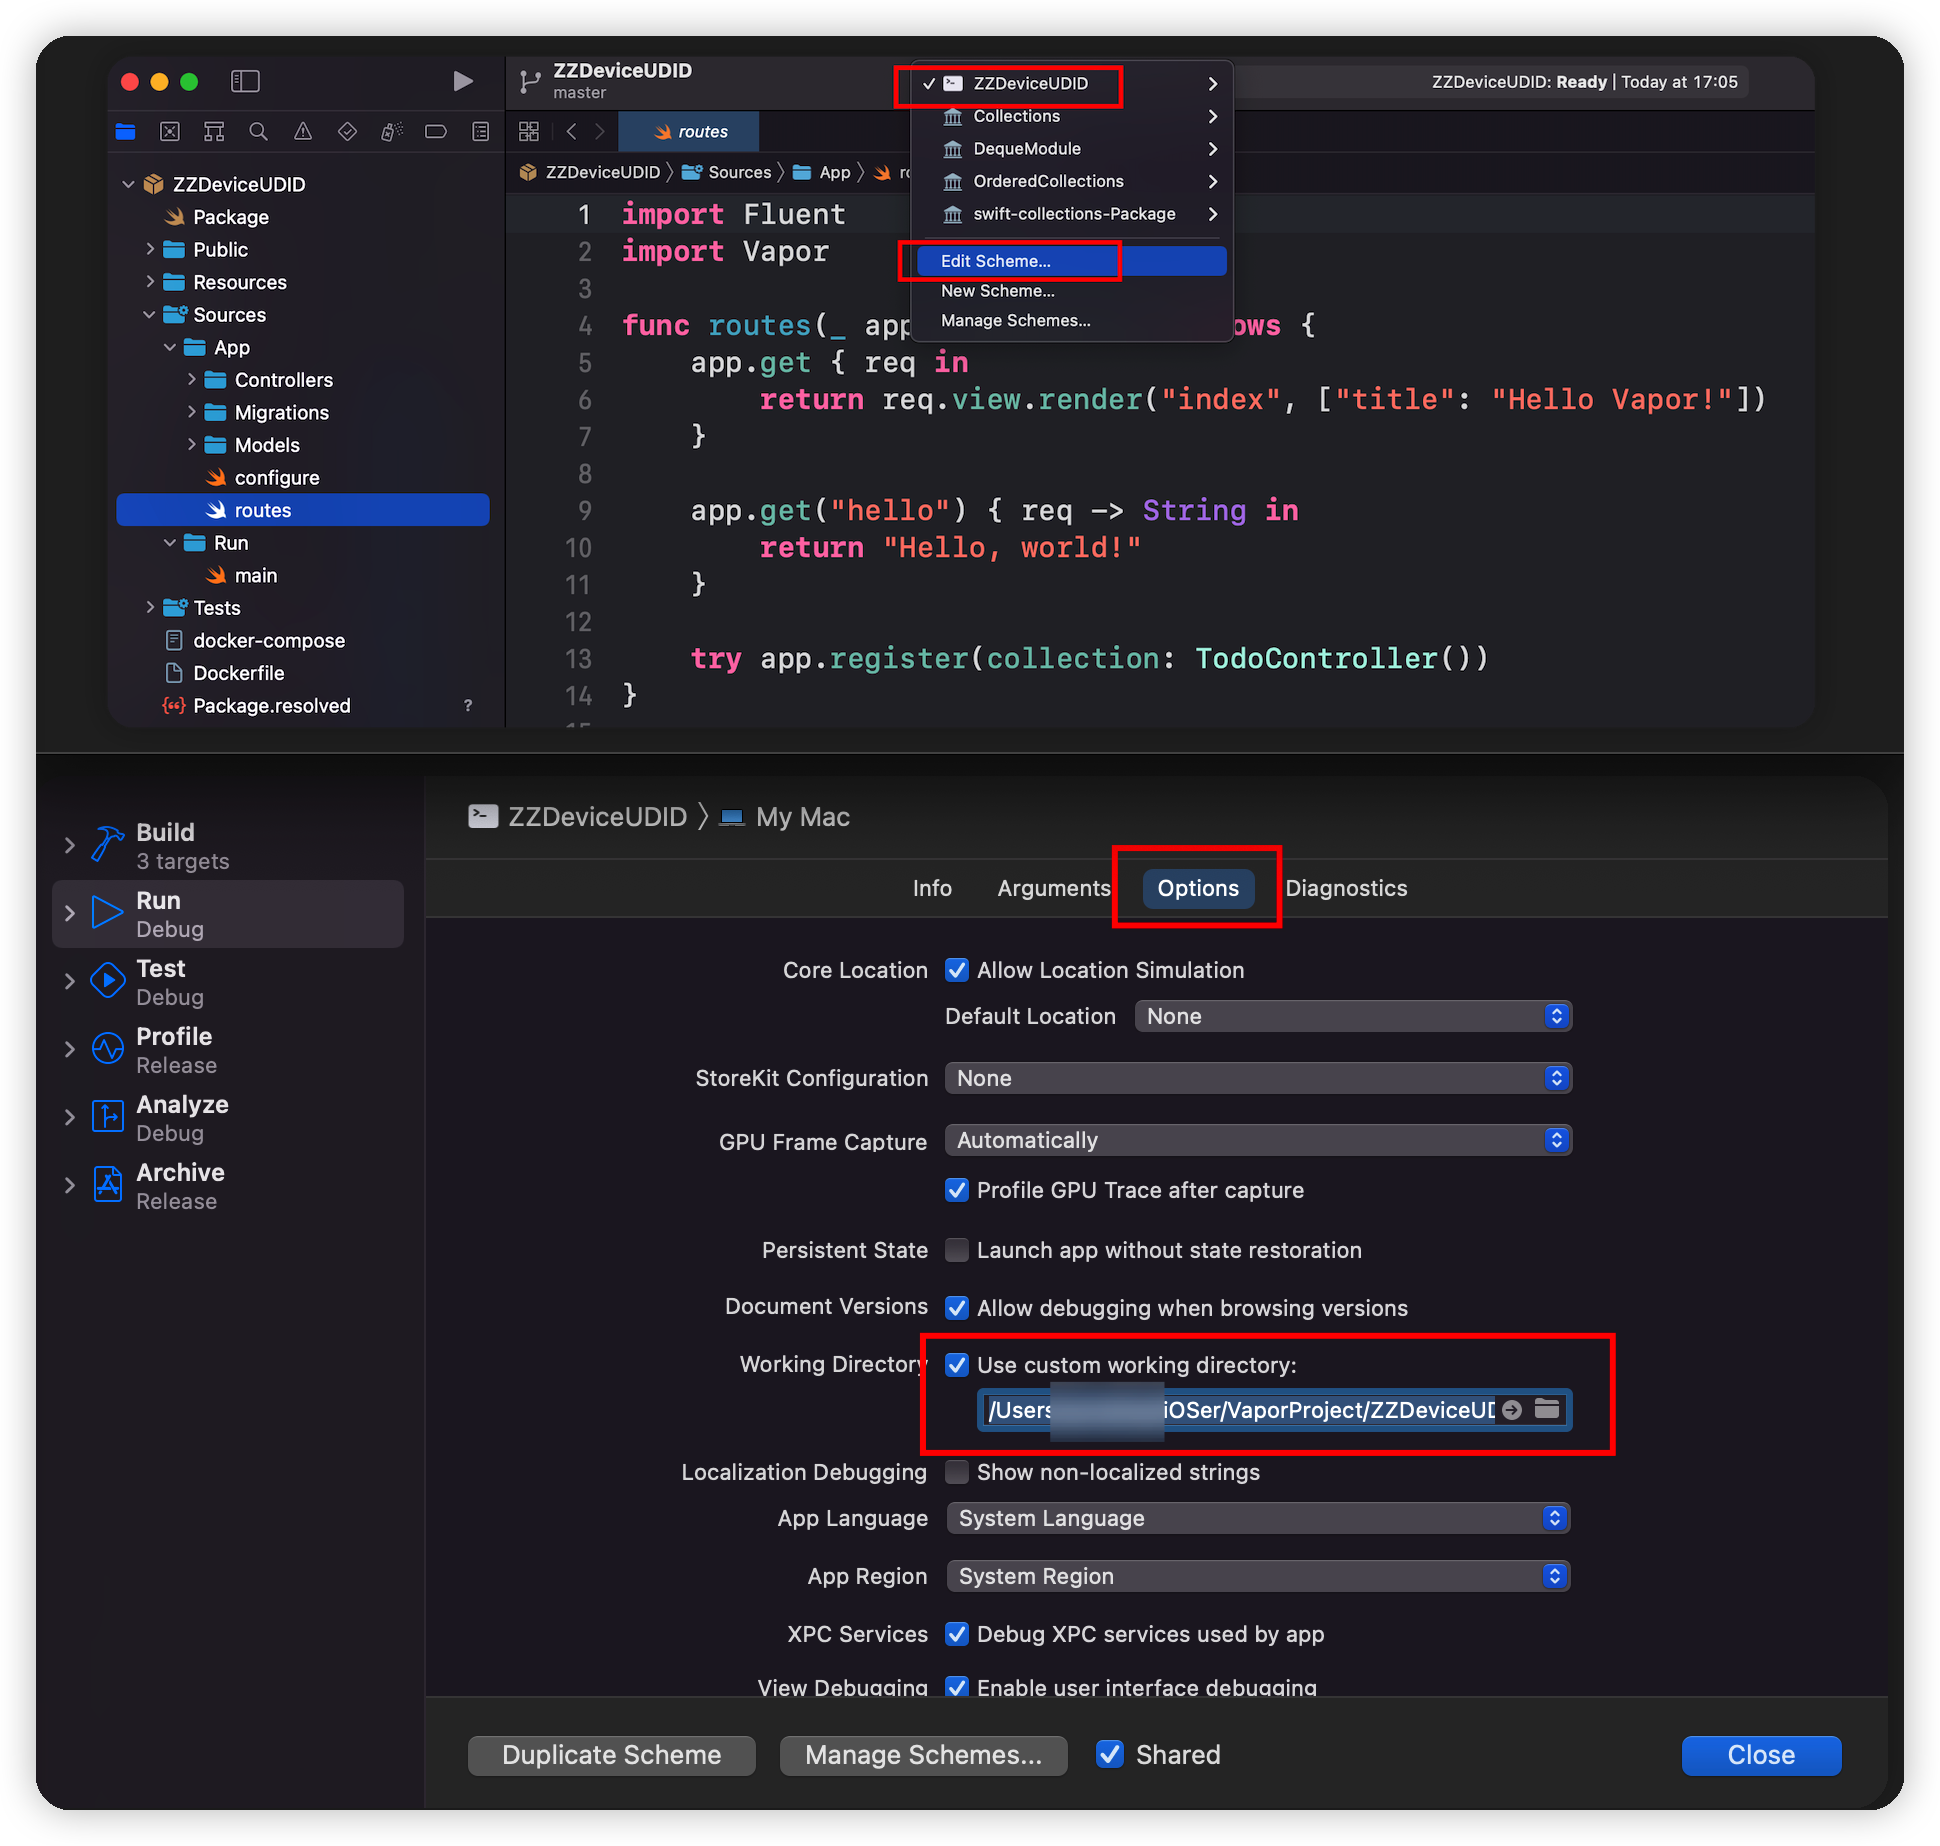 ZZDeviceUDID
master
ZZDeviceUDID
ZZDeviceUDID: Ready | Today at 17:05
Collections
DequeModule
OrderedCollections
swift-collections-Package
Edit Scheme...
New Scheme...
Manage Schemes...
routes
ZZDeviceUDID
Sources
App
ZZDeviceUDID
Package
Public
Resources
Sources
App
Controllers
Migrations
Models
configure
routes
Run
main
Tests
docker-compose
Dockerfile
Package.resolved ?
1 import Fluent
2 import Vapor
3
4 func routes(_ app ows {
5 app.get { req in
6 return req.view.render("index", ["title": "Hello Vapor!"])
7 }
8
9 app.get("hello") { req -> String in
10 return "Hello, world!"
11 }
12
13 try app.register(collection: TodoController())
14 }
Build
3 targets
Run
Debug
Test
Debug
Profile
Release
Analyze
Debug
Archive
Release
ZZDeviceUDID
My Mac
Info Arguments Options Diagnostics
Core Location Allow Location Simulation
Default Location None
StoreKit Configuration None
GPU Frame Capture Automatically
Profile GPU Trace after capture
Persistent State Launch app without state restoration
Document Versions Allow debugging when browsing versions
Working Directory Use custom working directory:
/Users iOSer/VaporProject/ZZDeviceUD
Localization Debugging Show non-localized strings
App Language System Language
App Region System Region
XPC Services Debug XPC services used by app
View Debugging Enable user interface debugging
Duplicate Scheme Manage Schemes... Shared Close